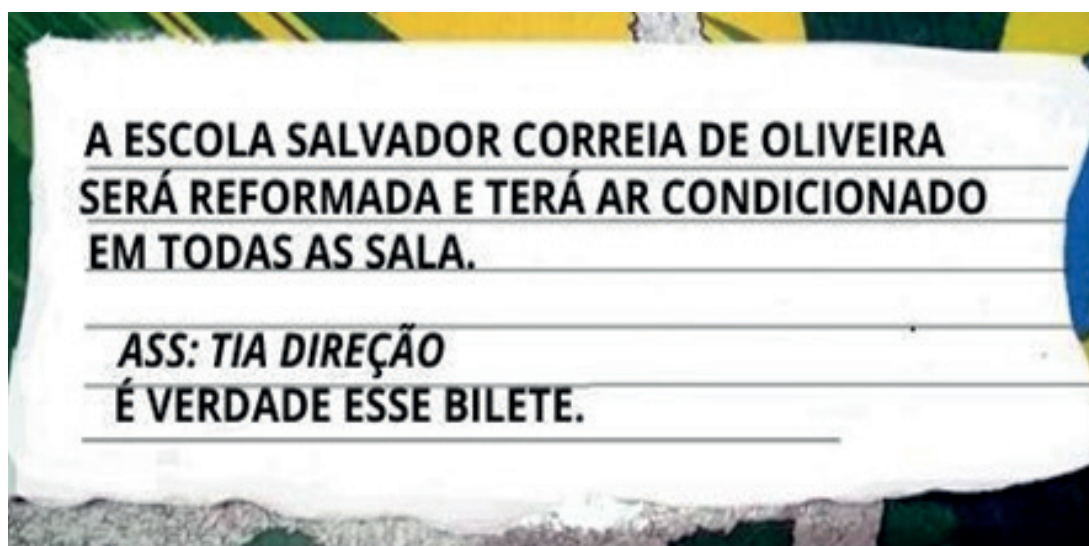 A ESCOLA SALVADOR CORREIA DE OLIVEIRA
SERÁ REFORMADA E TERÁ AR CONDICIONADO
EM TODAS AS SALA.
ASS: TIA DIREÇÃO
É VERDADE ESSE BILETE.